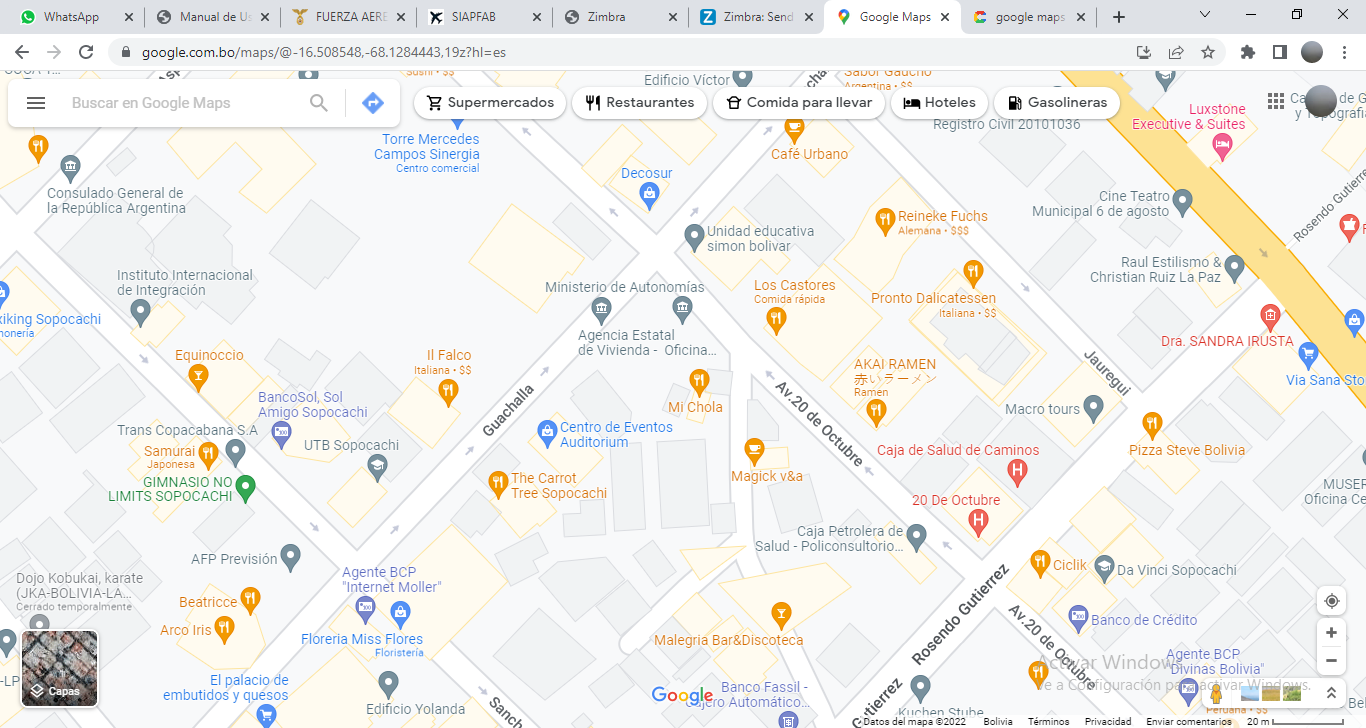 WhatsApp
Manual de Us
FUERZA AERE
SIAPFAB
Zimbra
Zimbra: Send
Google Maps
google maps
google.com.bo/maps/@-16.508548,-68.1284443,19z?hl=es
Buscar en Google Maps
Supermercados
Restaurantes
Comida para llevar
Hoteles
Gasolineras
Sushi • $$
Edificio Víctor
Sabor Gaucho
Argentina • $$
Registro Civil 20101036
Luxstone
Executive & Suites
Torre Mercedes
Campos Sinergia
Centro comercial
Café Urbano
Decosur
Consulado General de
la República Argentina
Cine Teatro
Municipal 6 de agosto
Rosendo Gutierrez
Reineke Fuchs
Alemana • $$$
Unidad educativa
simon bolivar
Raul Estilismo &
Christian Ruiz La Paz
Instituto Internacional
de Integración
Ministerio de Autonomías
Los Castores
Comida rápida
Pronto Dalicatessen
Italiana • $$
xiking Sopocachi
Agencia Estatal
de Vivienda - Oficina...
Dra. SANDRA IRUSTA
Equinoccio
Il Falco
Italiana • $$
AKAI RAMEN
赤いラーメン
Ramen
Jauregui
Via Sana Sto
BancoSol, Sol
Amigo Sopocachi
Guachalla
Mi Chola
Av.20 de Octubre
Macro tours
Trans Copacabana S.A
Centro de Eventos
Auditorium
UTB Sopocachi
Samurai
Japonesa
Caja de Salud de Caminos
Pizza Steve Bolivia
GIMNASIO NO
LIMITS SOPOCACHI
The Carrot
Tree Sopocachi
Magick v&a
MUSER
Oficina Ce
20 De Octubre
Caja Petrolera de
Salud - Policonsultorio...
AFP Previsión
Ciclik
Da Vinci Sopocachi
Dojo Kobukai, karate
(JKA-BOLIVIA-LA...
Cerrado temporalmente
Agente BCP
"Internet Moller"
Beatricce
Arco Iris
Floreria Miss Flores
Floristería
Malegria Bar&Discoteca
Rosendo Gutierrez
Av.20 de Octubre
Banco de Crédito
Agente BCP
"Divinas Bolivia"
Activar Windows
Ve a Configuración para activar Windows.
-LP
Capas
El palacio de
embutidos y quesos
Edificio Yolanda
Sanch
Google
Banco Fassil -
Cajero Automático...
Gutierrez
Kuchen Stube
Peruana • $$
Be
Datos del mapa ©2022
Bolivia
Términos
Privacidad
Enviar comentarios
20 m